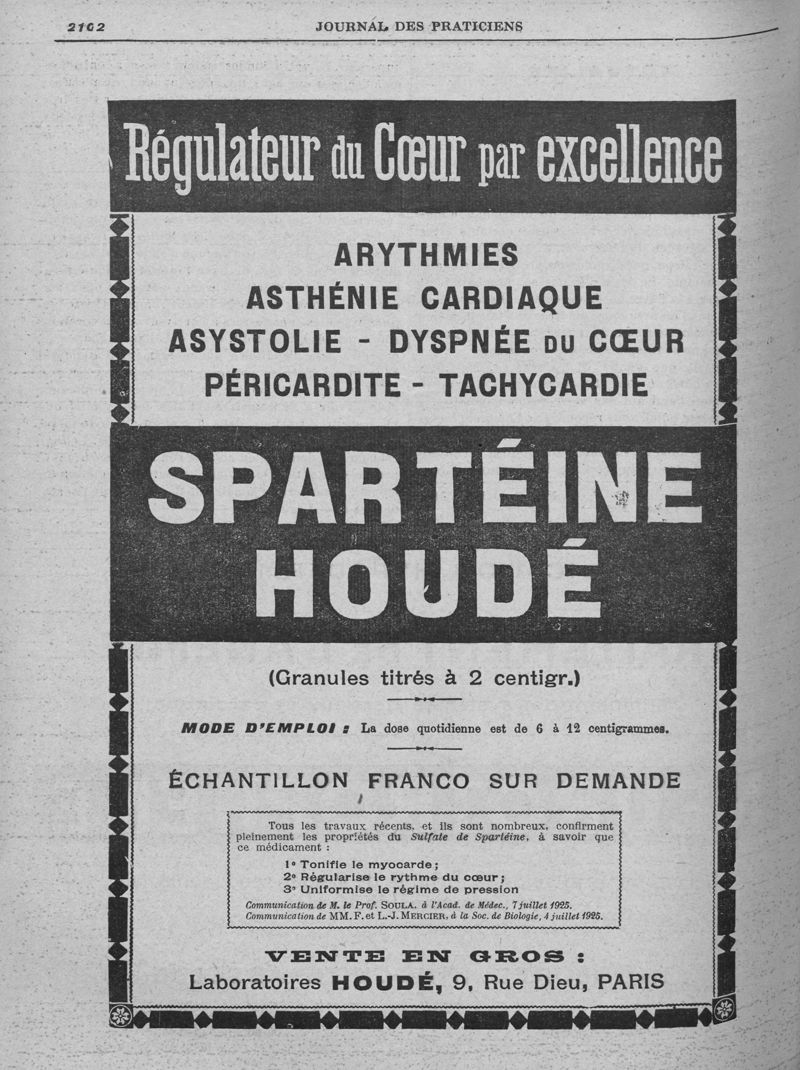 2102
JOURNAL DES PRATICIENS
Régulateur du Cœur par excellence
ARYTHMIES
ASTHÉNIE CARDIAQUE
ASYSTOLIE - DYSPNÉE DU CŒUR
PÉRICARDITE - TACHYCARDIE
SPARTÉINE
HOUDÉ
(Granules titrés à 2 centigr.)
MODE D'EMPLOI : La dose quotidienne est de 6 à 12 centigrammes.
ÉCHANTILLON FRANCO SUR DEMANDE
Tous les travaux récents, et ils sont nombreux, confirment
pleinement les propriétés du Sulfate de Spartéine, à savoir que
ce médicament :
1º Tonifie le myocarde ;
2º Régularise le rythme du cœur ;
3º Uniformise le régime de pression
Communication de M. le Prof. SOULA, à l'Acad. de Médec., 7 juillet 1925.
Communication de MM. F. et L.-J. MERCIER, à la Soc. de Biologie, 4 juillet 1925.
VENTE EN GROS :
Laboratoires HOUDÉ, 9, Rue Dieu, PARIS